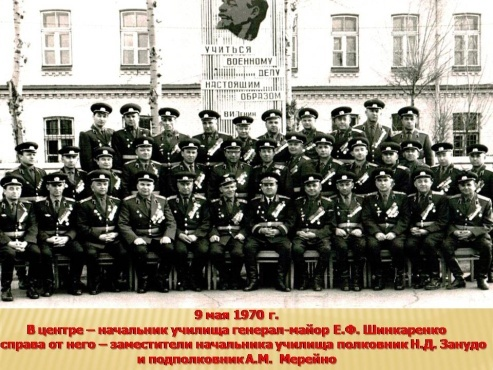 УЧИТЬСЯ
ВОЕННОМУ
ДЕЛУ
НАСТОЯЩИМ
ОБРАЗОМ
9 мая 1970 г.
В центре – начальник училища генерал-майор Е.Ф. Шинкаренко
справа от него – заместители начальника училища полковник Н.Д. Занудо
и подполковник А.М. Мерейно